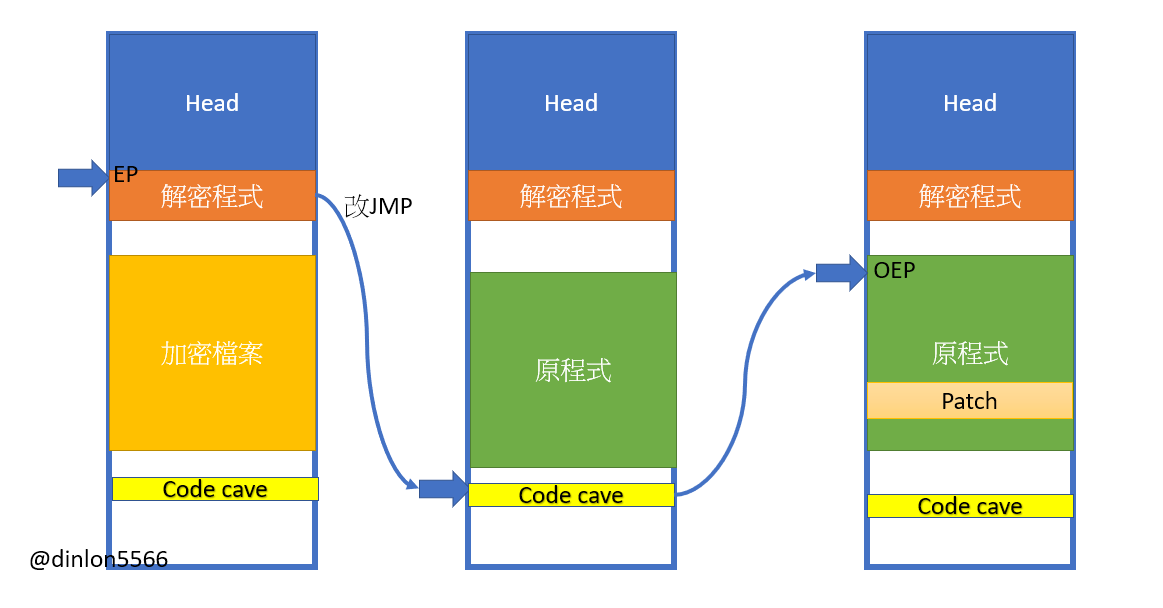 Head
EP
解密程式
改JMP
加密檔案
Code cave
Head
解密程式
原程式
Code cave
Head
解密程式
OEP
原程式
Patch
Code cave
@dinlon5566